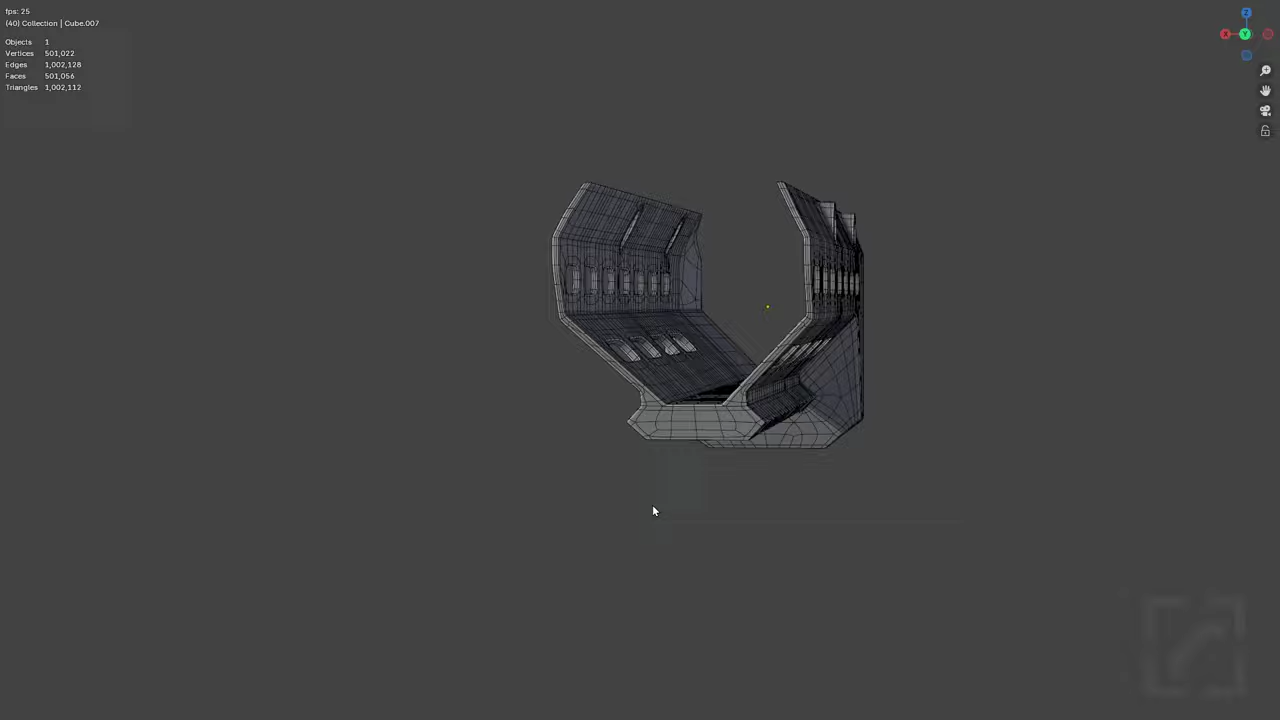 fps: 25
(40) Collection | Cube.007
Objects 1
Vertices 501,022
Edges 1,002,128
Faces 501,056
Triangles 1,002,112
Z
X
Y